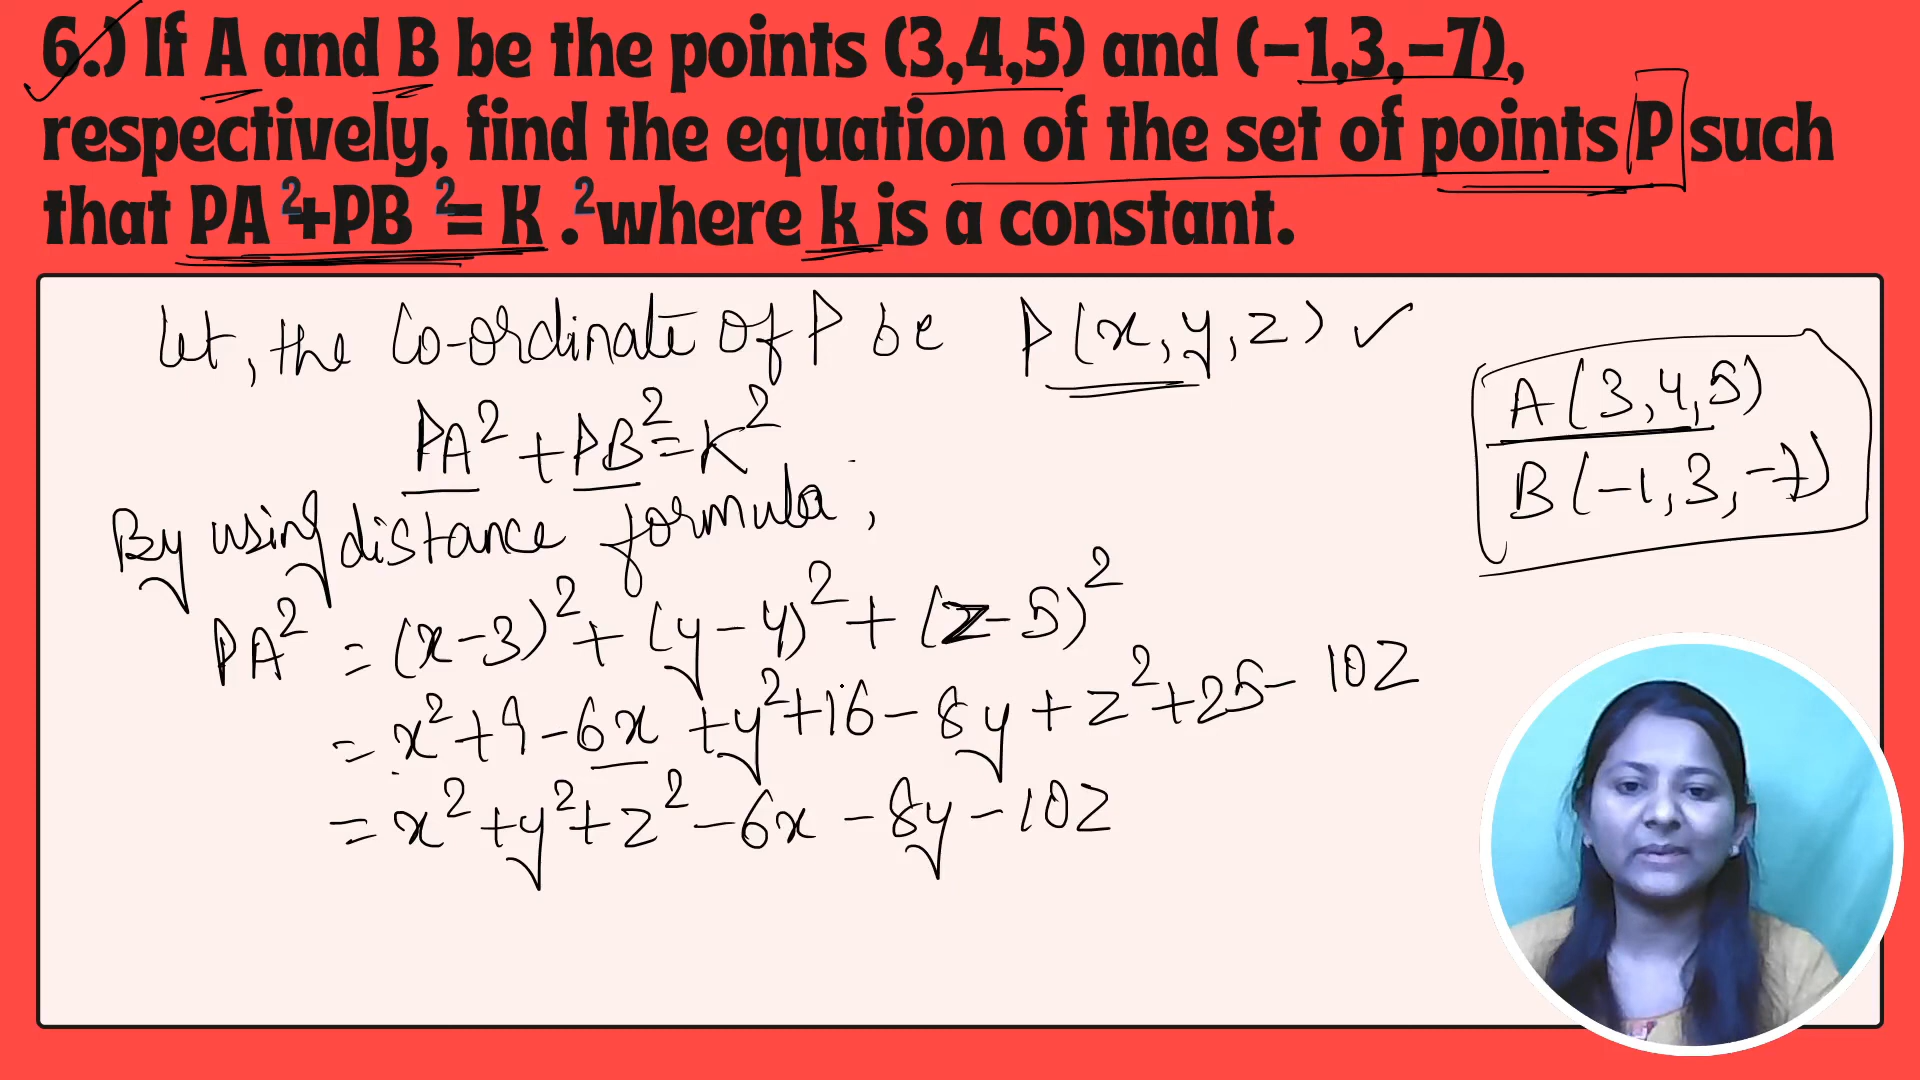 6.) If A and B be the points (3,4,5) and (−1,3,−7),
respectively, find the equation of the set of points P such
that PA²+PB ²= K .²where k is a constant.
Let, the Co-ordinate of P be P(x,y,z) ✓
A(3,4,5)
PA²+PB²=K²
B(-1,3,-7)
By using distance formula,
PA² = (x-3)²+(y-4)²+(z-5)²
= x²+9-6x+y²+16-8y+z²+25-10z
= x²+y²+z²-6x-8y-10z